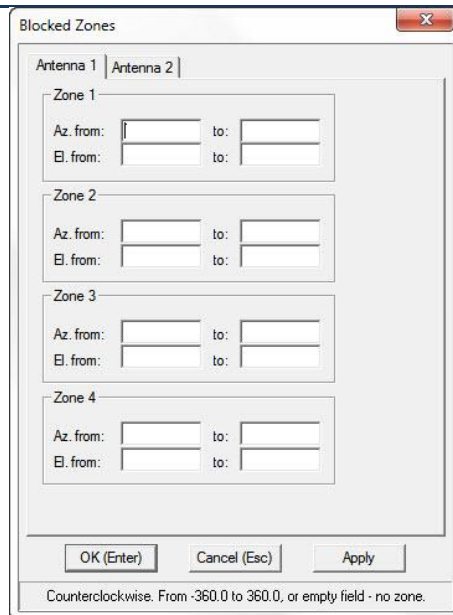 Blocked Zones
Antenna 1 Antenna 2
Zone 1
Az. from: to:
El. from: to:
Zone 2
Az. from: to:
El. from: to:
Zone 3
Az. from: to:
El. from: to:
Zone 4
Az. from: to:
El. from: to:
OK (Enter) Cancel (Esc) Apply
Counterclockwise. From -360.0 to 360.0, or empty field - no zone.